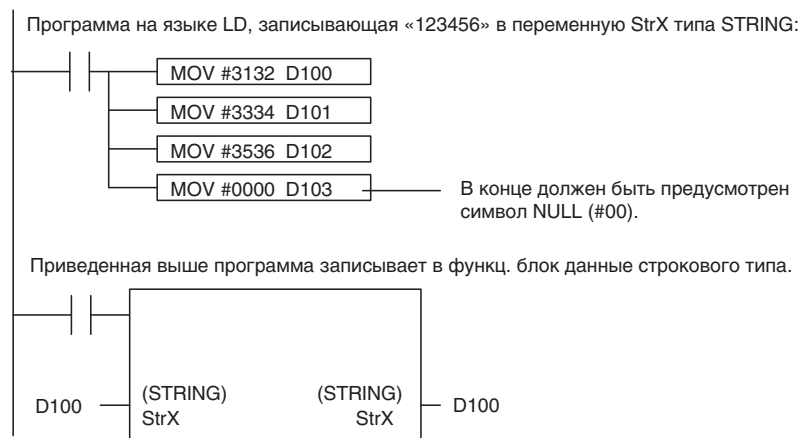 Программа на языке LD, записывающая «123456» в переменную StrX типа STRING:
MOV #3132 D100
MOV #3334 D101
MOV #3536 D102
MOV #0000 D103
В конце должен быть предусмотрен
символ NULL (#00).
Приведенная выше программа записывает в функц. блок данные строкового типа.
(STRING) (STRING)
D100 StrX StrX D100